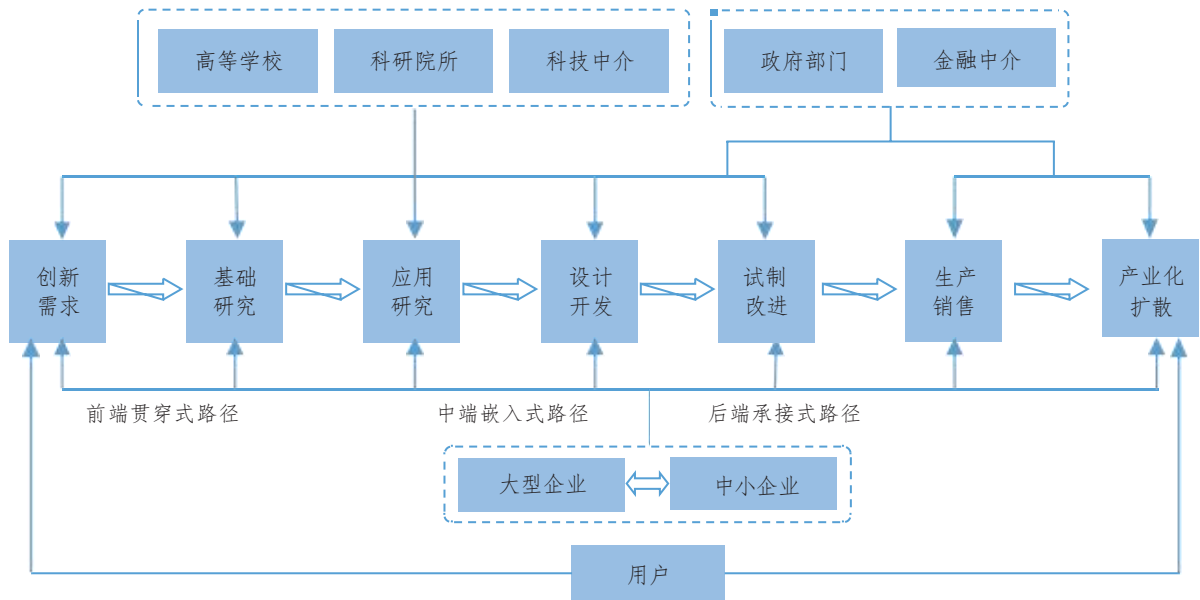 高等学校
科研院所
科技中介
政府部门
金融中介
创新
需求
基础
研究
应用
研究
设计
开发
试制
改进
生产
销售
产业化
扩散
前端贯穿式路径
中端嵌入式路径
后端承接式路径
大型企业
中小企业
用户